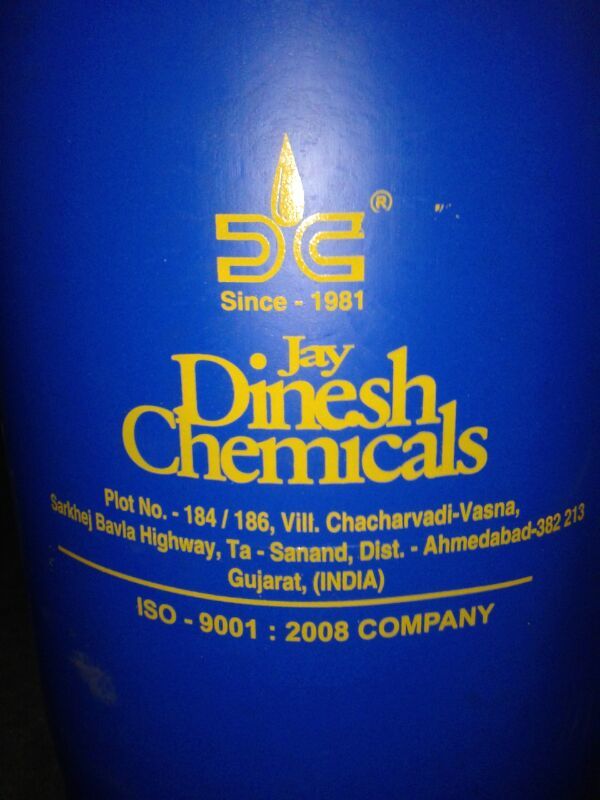 DC ®
Since - 1981
Jay
Dinesh
Chemicals
Plot No. - 184 / 186, Vill. Chacharvadi-Vasna,
Sarkhej Bavla Highway, Ta - Sanand, Dist. - Ahmedabad-382 213
Gujarat, (INDIA)
ISO - 9001 : 2008 COMPANY